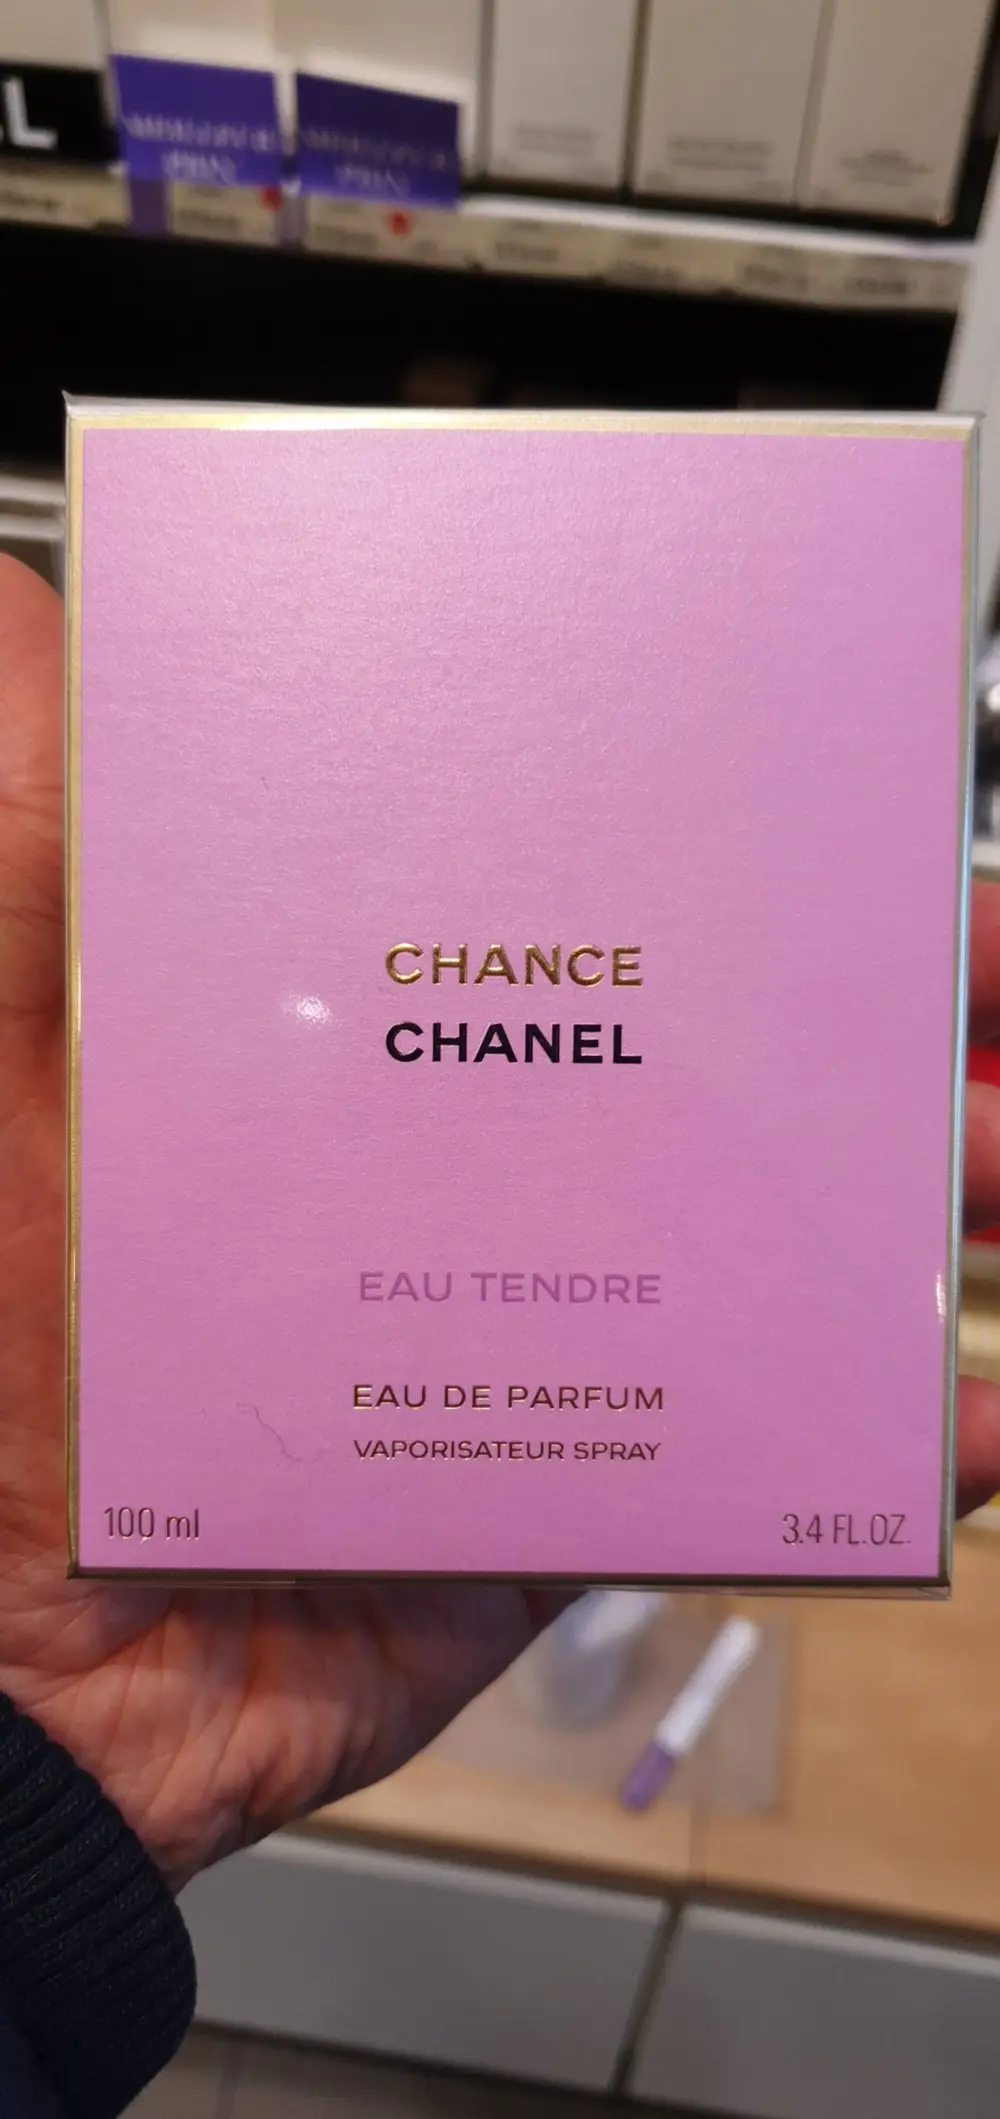 CHANCE
CHANEL
EAU TENDRE
EAU DE PARFUM
VAPORISATEUR SPRAY
100 ml
3.4 FL.OZ.